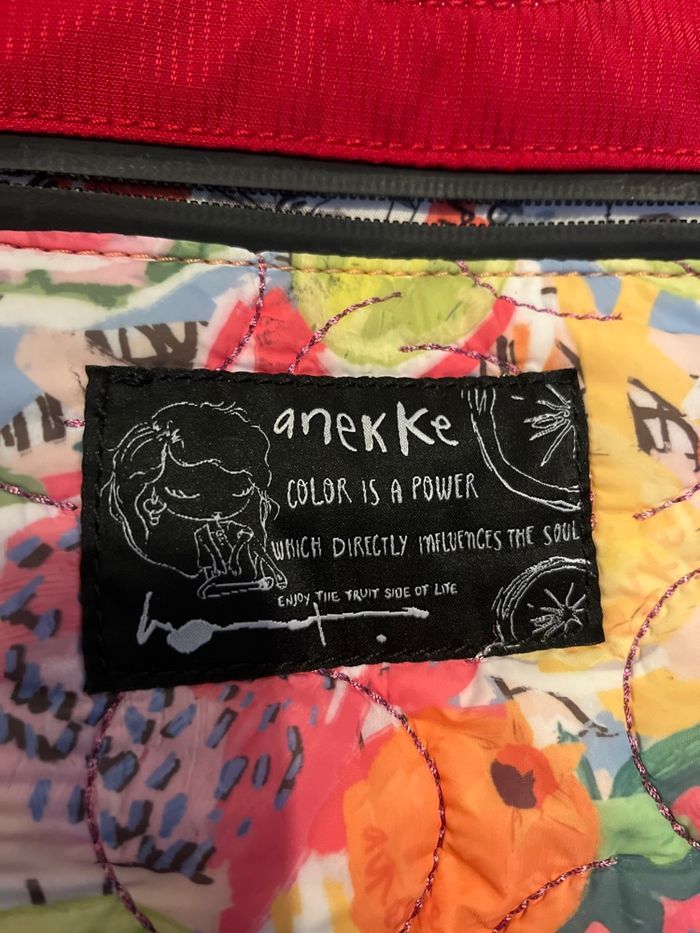 anekke
COLOR IS A POWER
WHICH DIRECTLY INFLUENCES THE SOUL
ENJOY THE FRUIT SIDE OF LIFE
Æ